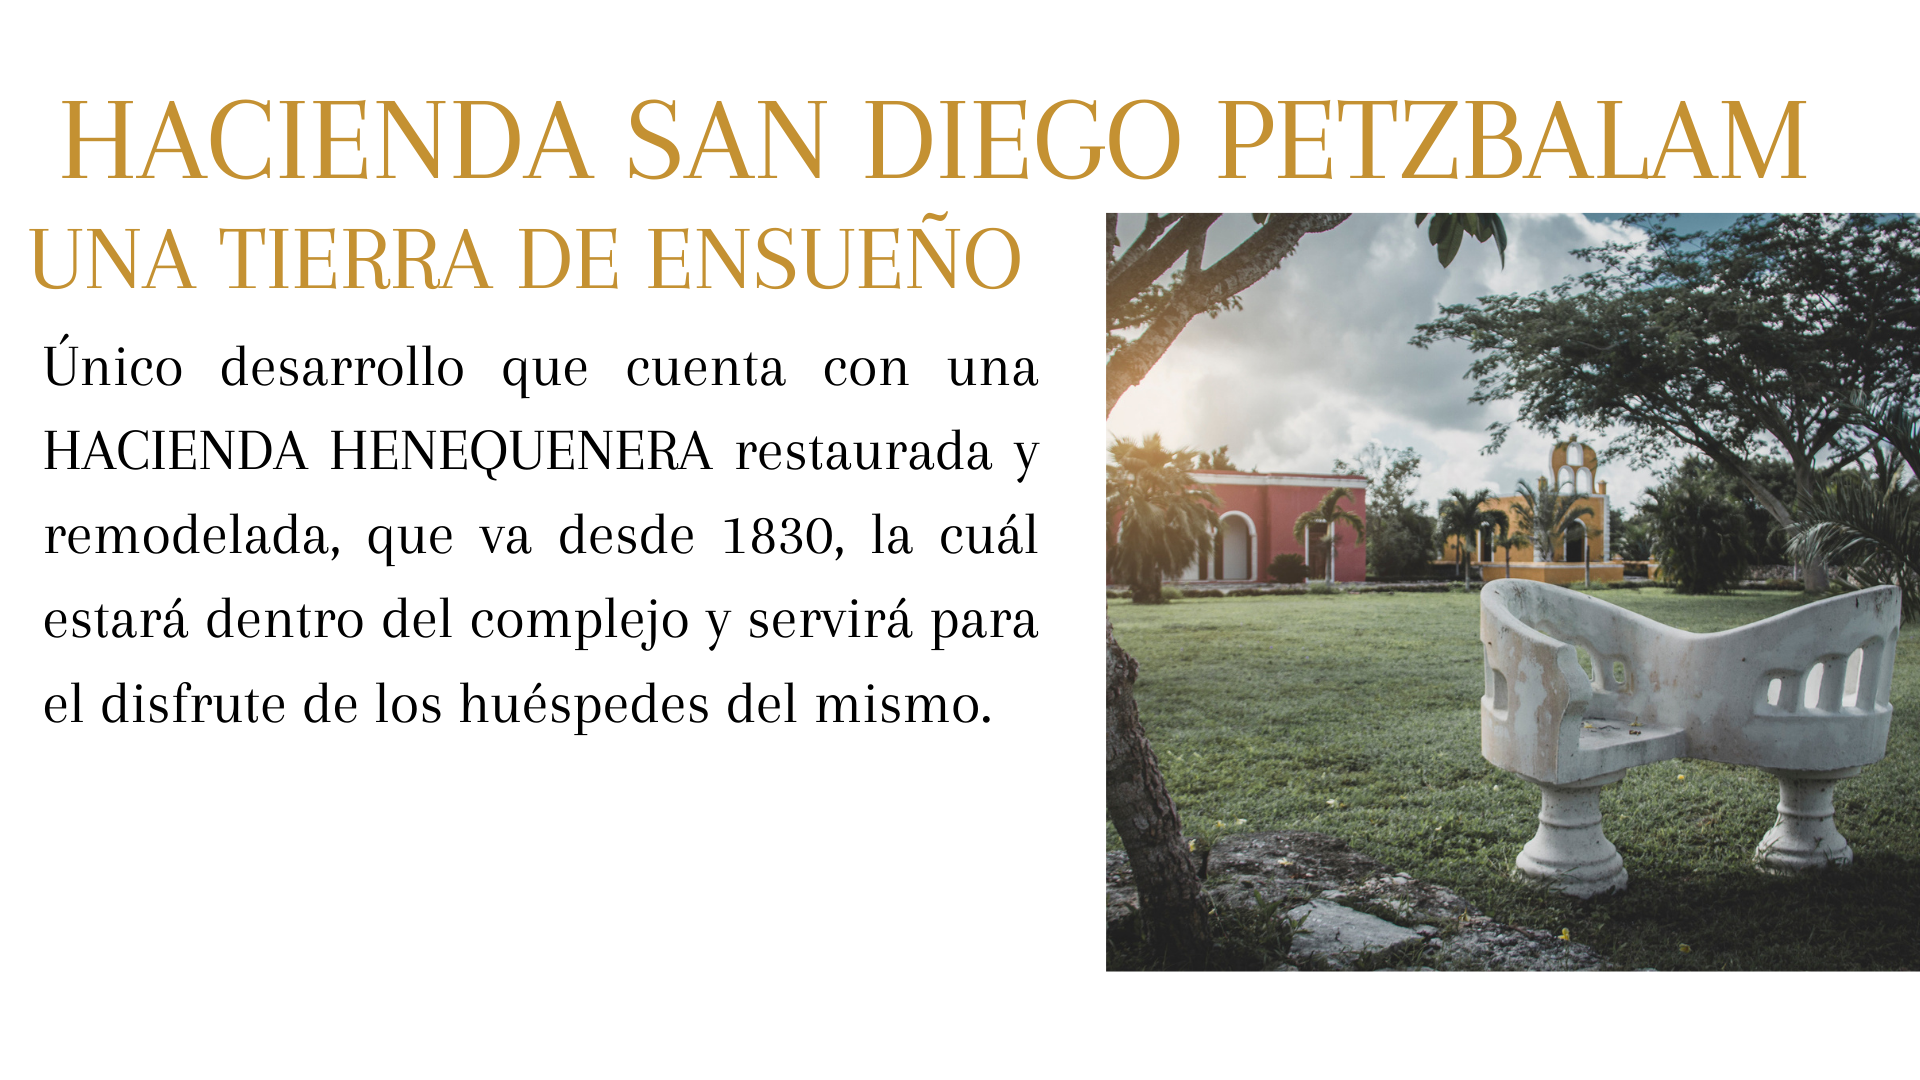 HACIENDA SAN DIEGO PETZBALAM
UNA TIERRA DE ENSUEÑO
Único desarrollo que cuenta con una
HACIENDA HENEQUENERA restaurada y
remodelada, que va desde 1830, la cuál
estará dentro del complejo y servirá para
el disfrute de los huéspedes del mismo.